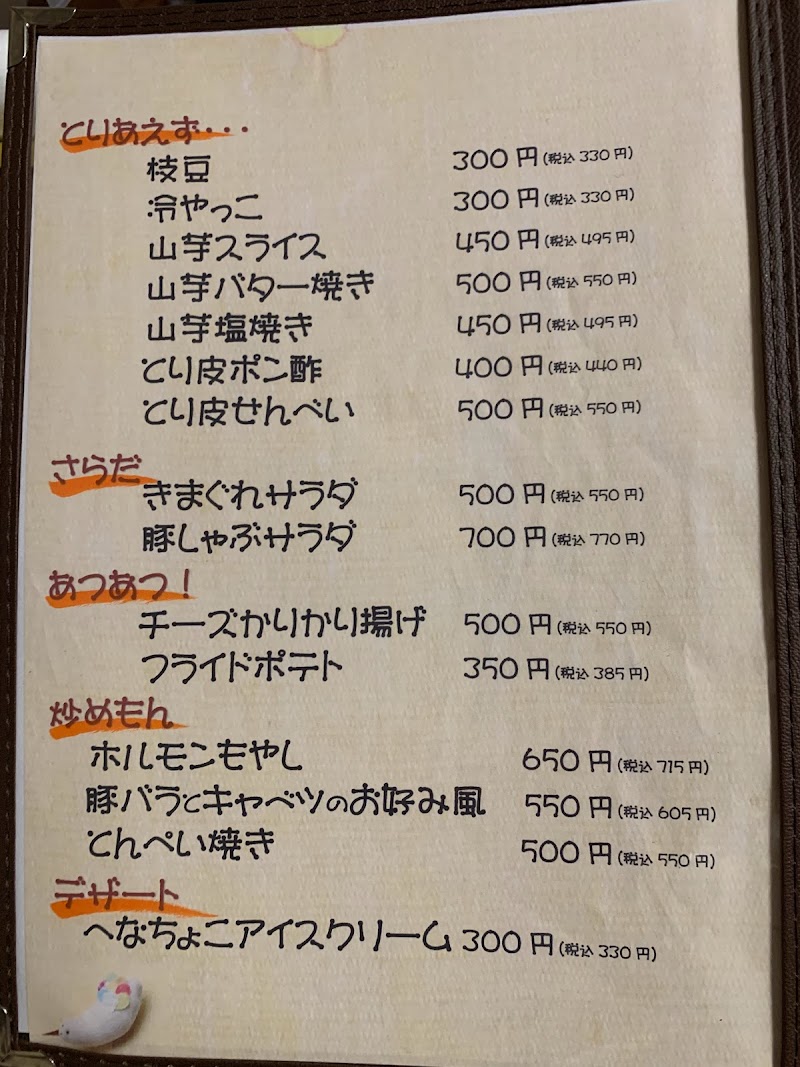 とりあえず・・・
枝豆 300円(税込330円)
冷やっこ 300円(税込330円)
山芋スライス 450円(税込495円)
山芋バター焼き 500円(税込550円)
山芋塩焼き 450円(税込495円)
とり皮ポン酢 400円(税込440円)
とり皮せんべい 500円(税込550円)
さらだ
きまぐれサラダ 500円(税込550円)
豚しゃぶサラダ 700円(税込770円)
あつあつ！
チーズかりかり揚げ 500円(税込550円)
フライドポテト 350円(税込385円)
炒めもん
ホルモンもやし 650円(税込715円)
豚バラとキャベツのお好み風 550円(税込605円)
とんぺい焼き 500円(税込550円)
デザート
へなちょこアイスクリーム 300円(税込330円)